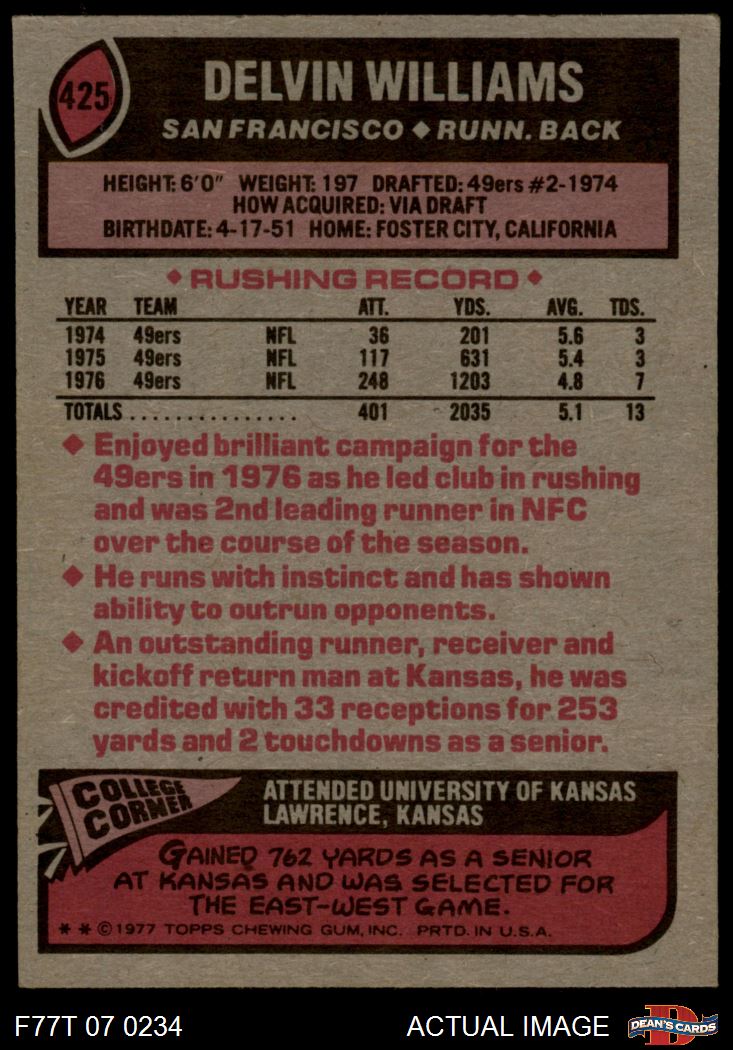 425
DELVIN WILLIAMS
SAN FRANCISCO ◆ RUNN. BACK
HEIGHT: 6'0" WEIGHT: 197 DRAFTED: 49ers #2-1974
HOW ACQUIRED: VIA DRAFT
BIRTHDATE: 4-17-51 HOME: FOSTER CITY, CALIFORNIA
◆ RUSHING RECORD ◆
YEAR TEAM ATT. YDS. AVG. TDS.
1974 49ers NFL 36 201 5.6 3
1975 49ers NFL 117 631 5.4 3
1976 49ers NFL 248 1203 4.8 7
TOTALS ............... 401 2035 5.1 13
◆ Enjoyed brilliant campaign for the
49ers in 1976 as he led club in rushing
and was 2nd leading runner in NFC
over the course of the season.
◆ He runs with instinct and has shown
ability to outrun opponents.
◆ An outstanding runner, receiver and
kickoff return man at Kansas, he was
credited with 33 receptions for 253
yards and 2 touchdowns as a senior.
COLLEGE
CORNER
ATTENDED UNIVERSITY OF KANSAS
LAWRENCE, KANSAS
GAINED 762 YARDS AS A SENIOR
AT KANSAS AND WAS SELECTED FOR
THE EAST-WEST GAME.
* * © 1977 TOPPS CHEWING GUM, INC. PRTD. IN U.S.A.
F77T 07 0234 ACTUAL IMAGE
D
DEAN'S CARDS